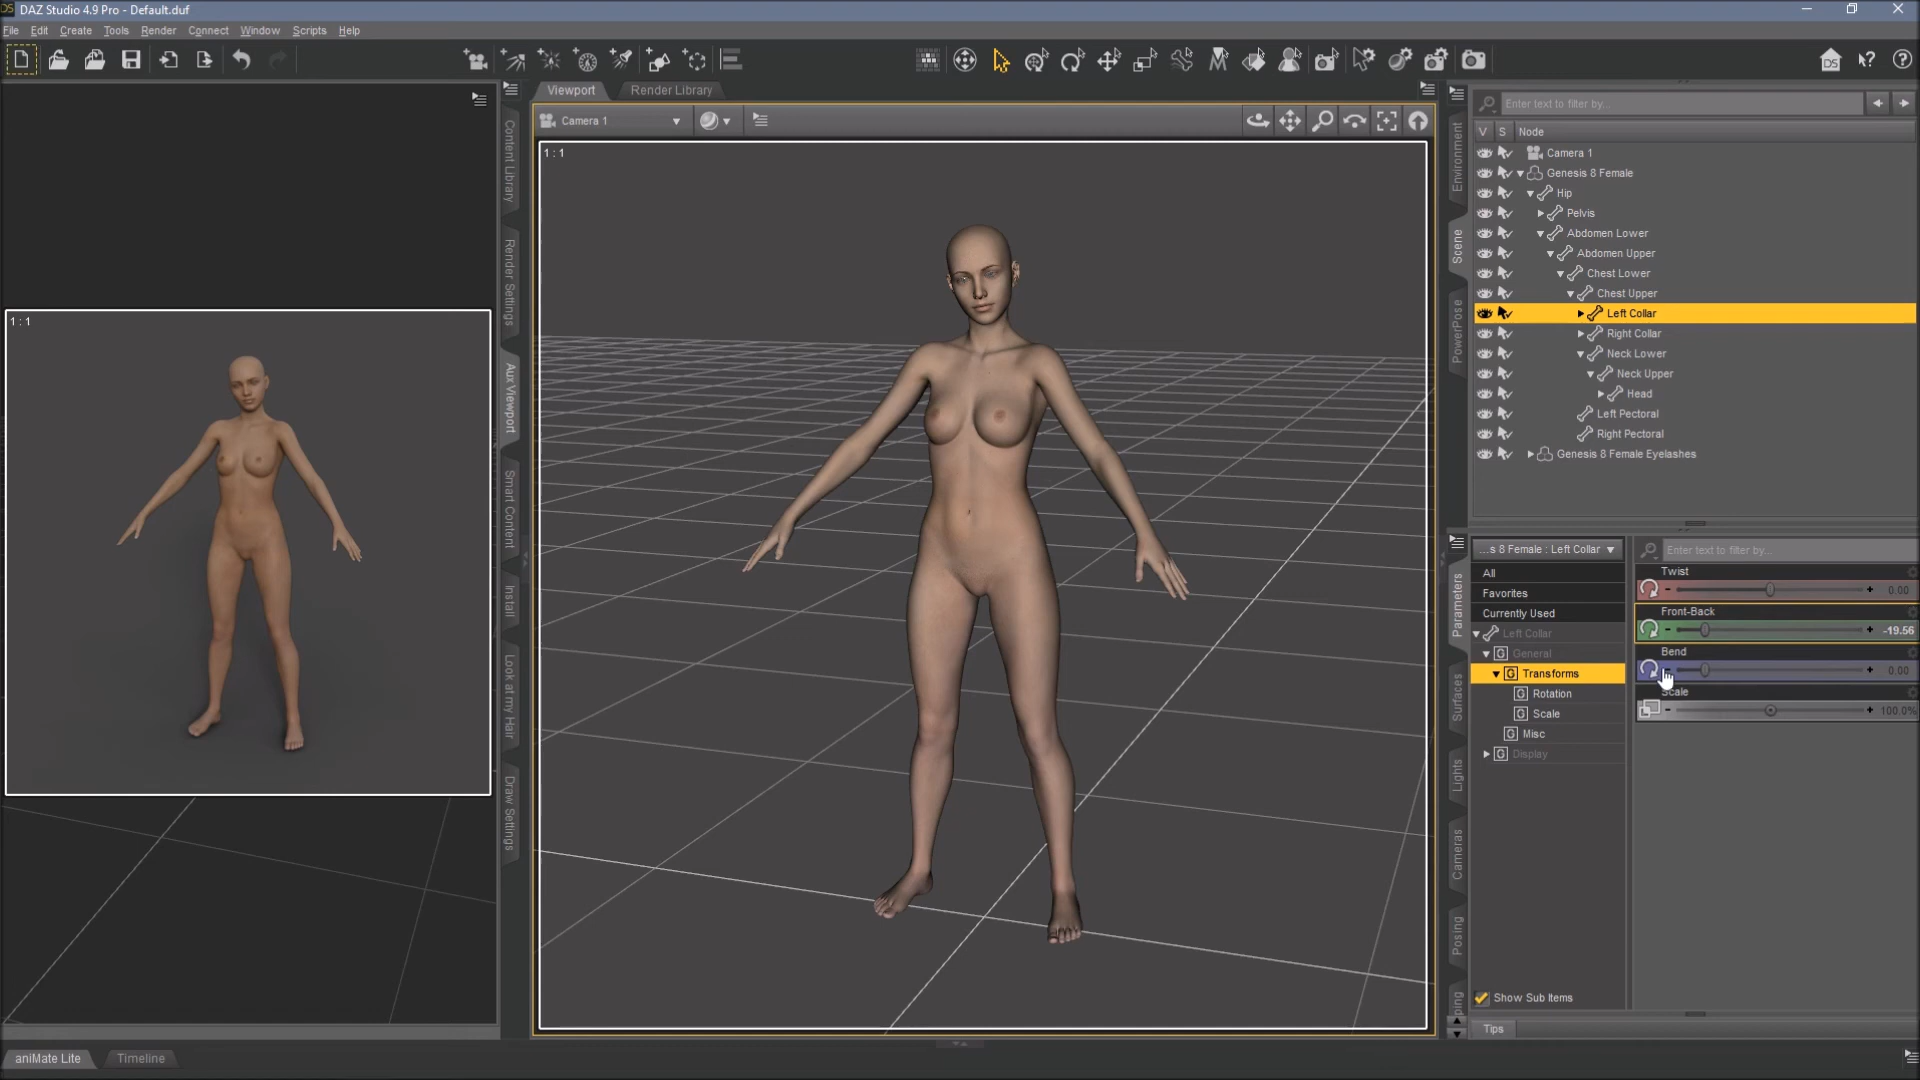 DAZ Studio 4.9 Pro - Default.duf
File Edit Create Tools Render Connect Window Scripts Help
Viewport Render Library
Camera 1
1 : 1
1 : 1
Content Library
Render Settings
Aux Viewport
Smart Content
Install
Look at my Hair
Draw Settings
Environment
Scene
PowerPose
Enter text to filter by...
V S Node
Camera 1
Genesis 8 Female
Hip
Pelvis
Abdomen Lower
Abdomen Upper
Chest Lower
Chest Upper
Left Collar
Right Collar
Neck Lower
Neck Upper
Head
Left Pectoral
Right Pectoral
Genesis 8 Female Eyelashes
Parameters
Surfaces
Lights
Cameras
Posing
...s 8 Female : Left Collar
All
Favorites
Currently Used
Left Collar
General
Transforms
Rotation
Scale
Misc
Display
Show Sub Items
Enter text to filter by...
Twist
0.00
Front-Back
-19.56
Bend
0.00
Scale
100.0%
Tips
aniMate Lite Timeline